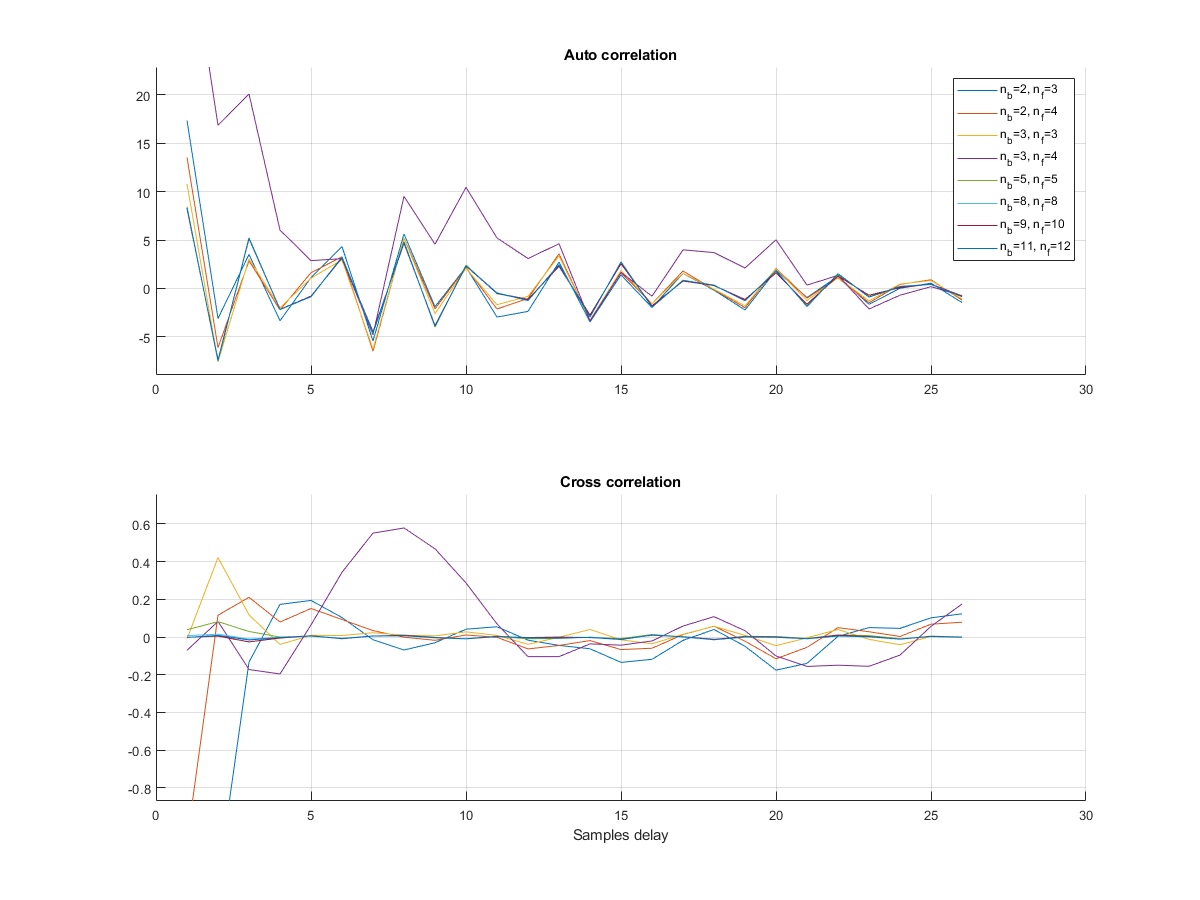 Auto correlation
20
15
10
5
0
-5
0 5 10 15 20 25 30
n_b=2, n_f=3
n_b=2, n_f=4
n_b=3, n_f=3
n_b=3, n_f=4
n_b=5, n_f=5
n_b=8, n_f=8
n_b=9, n_f=10
n_b=11, n_f=12
Cross correlation
0.6
0.4
0.2
0
-0.2
-0.4
-0.6
-0.8
0 5 10 15 20 25 30
Samples delay